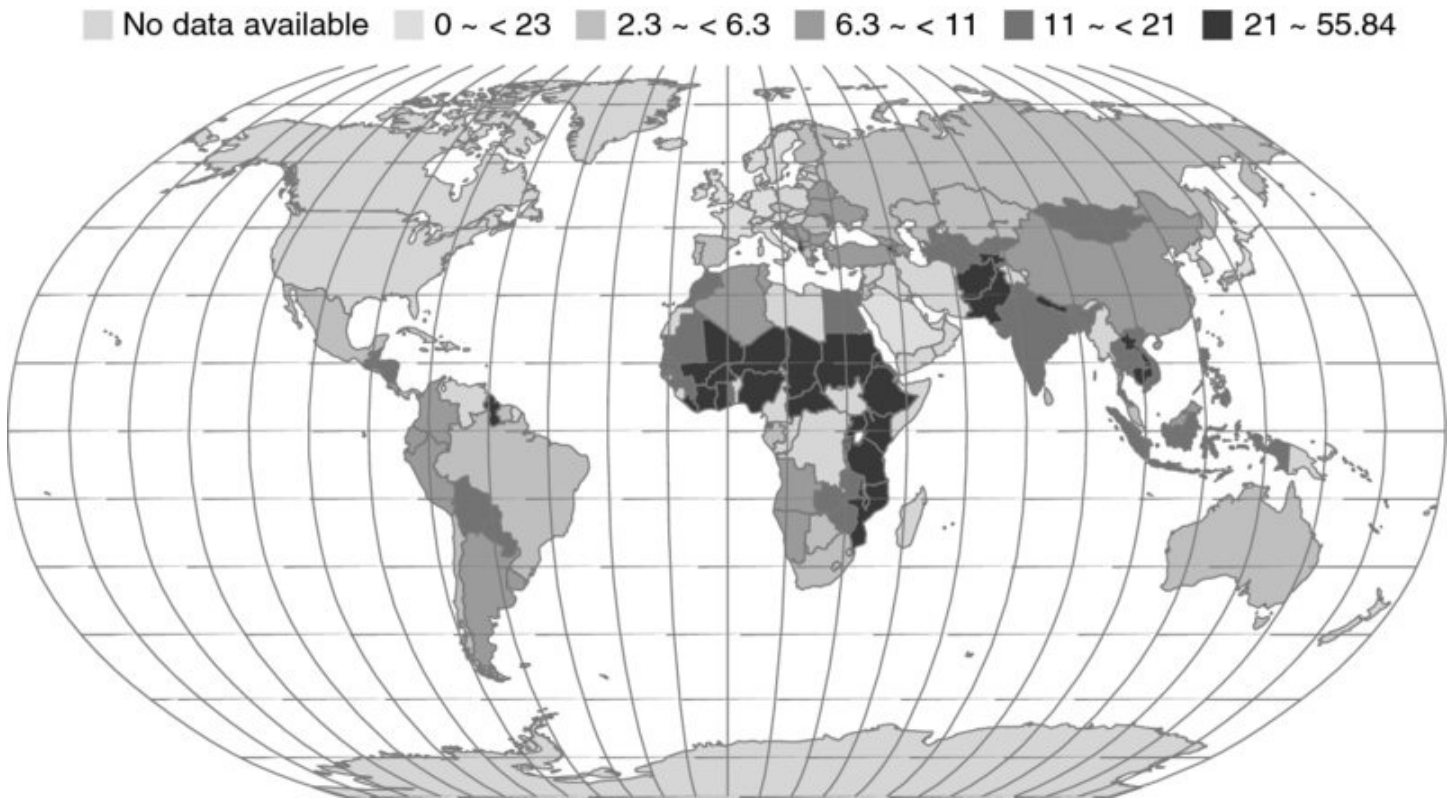 No data available 0 ~ < 23 2.3 ~ < 6.3 6.3 ~ < 11 11 ~ < 21 21 ~ 55.84